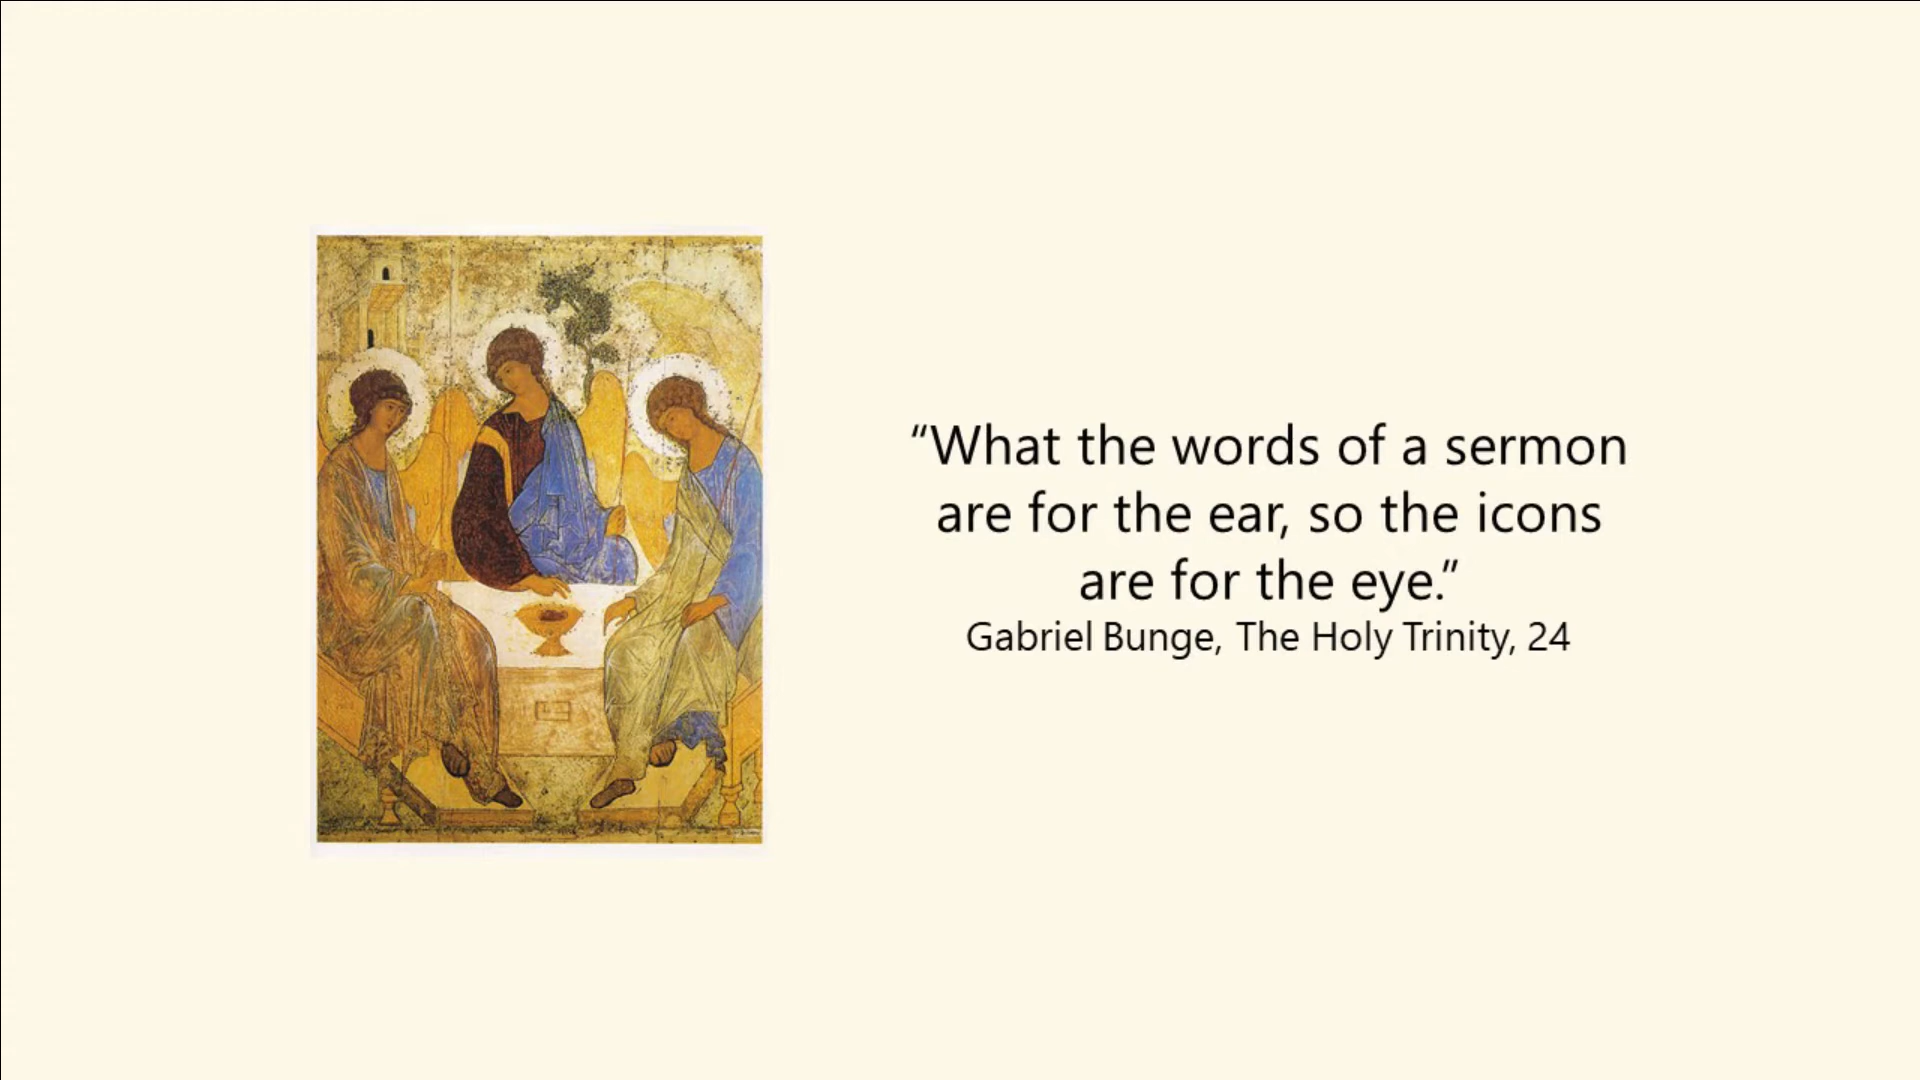 “What the words of a sermon
are for the ear, so the icons
are for the eye.”
Gabriel Bunge, The Holy Trinity, 24